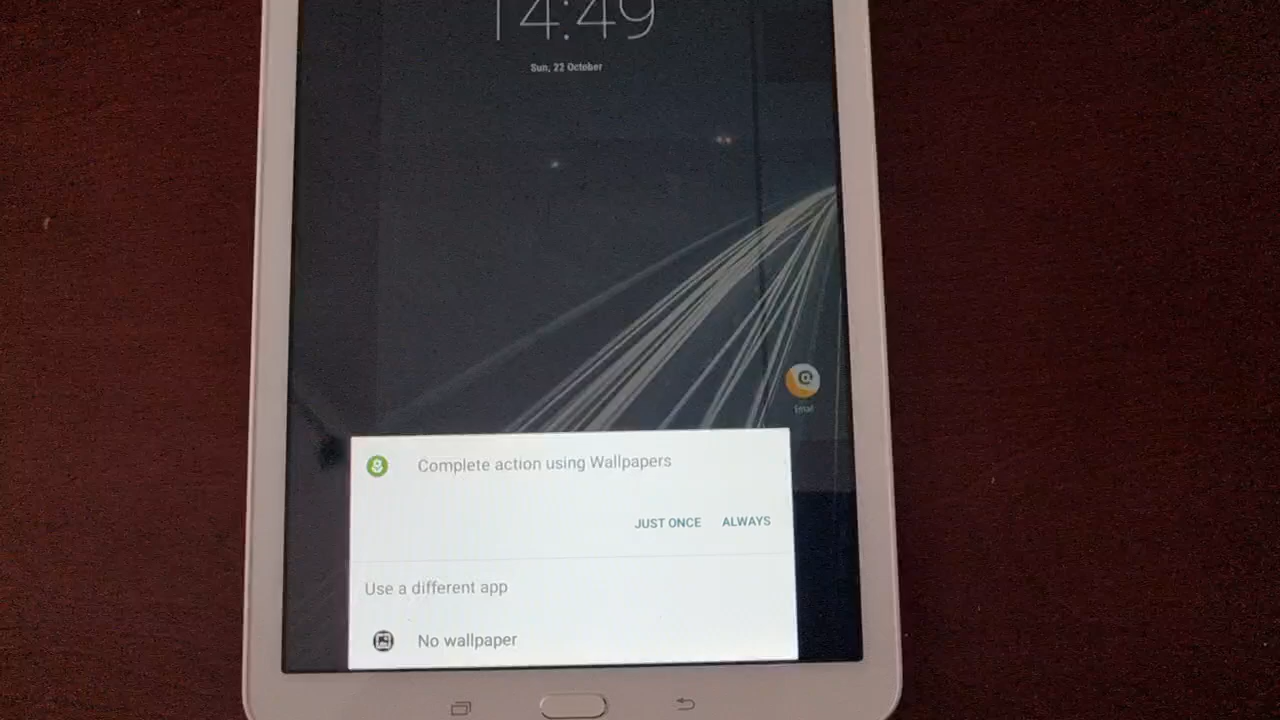 14:49
Sun, 22 October
Email
Complete action using Wallpapers
JUST ONCE ALWAYS
Use a different app
No wallpaper